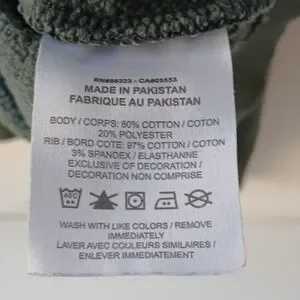 RN#56323 - CA#05553
MADE IN PAKISTAN
FABRIQUE AU PAKISTAN
BODY / CORPS: 80% COTTON / COTON
20% POLYESTER
RIB / BORD COTE: 97% COTTON / COTON
3% SPANDEX / ELASTHANNE
EXCLUSIVE OF DECORATION /
DECORATION NON COMPRISE
WASH WITH LIKE COLORS / REMOVE
IMMEDIATELY
LAVER AVEC COULEURS SIMILAIRES /
ENLEVER IMMEDIATEMENT